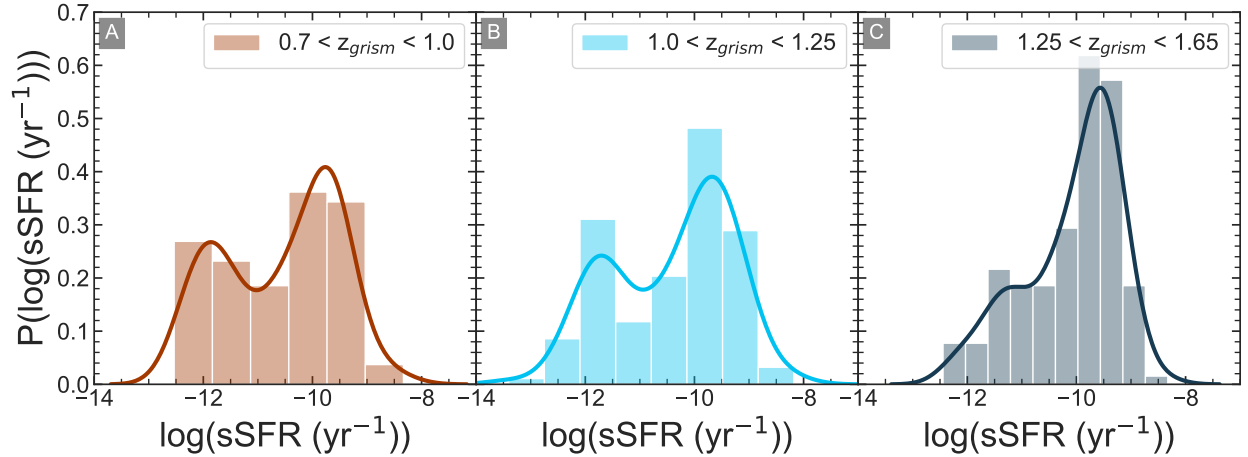 P(log(sSFR (yr⁻¹)))
0.7
0.6
0.5
0.4
0.3
0.2
0.1
0.0
A
0.7 < z_grism < 1.0
−14 −12 −10 −8
log(sSFR (yr⁻¹))
B
1.0 < z_grism < 1.25
−14 −12 −10 −8
log(sSFR (yr⁻¹))
C
1.25 < z_grism < 1.65
−14 −12 −10 −8
log(sSFR (yr⁻¹))